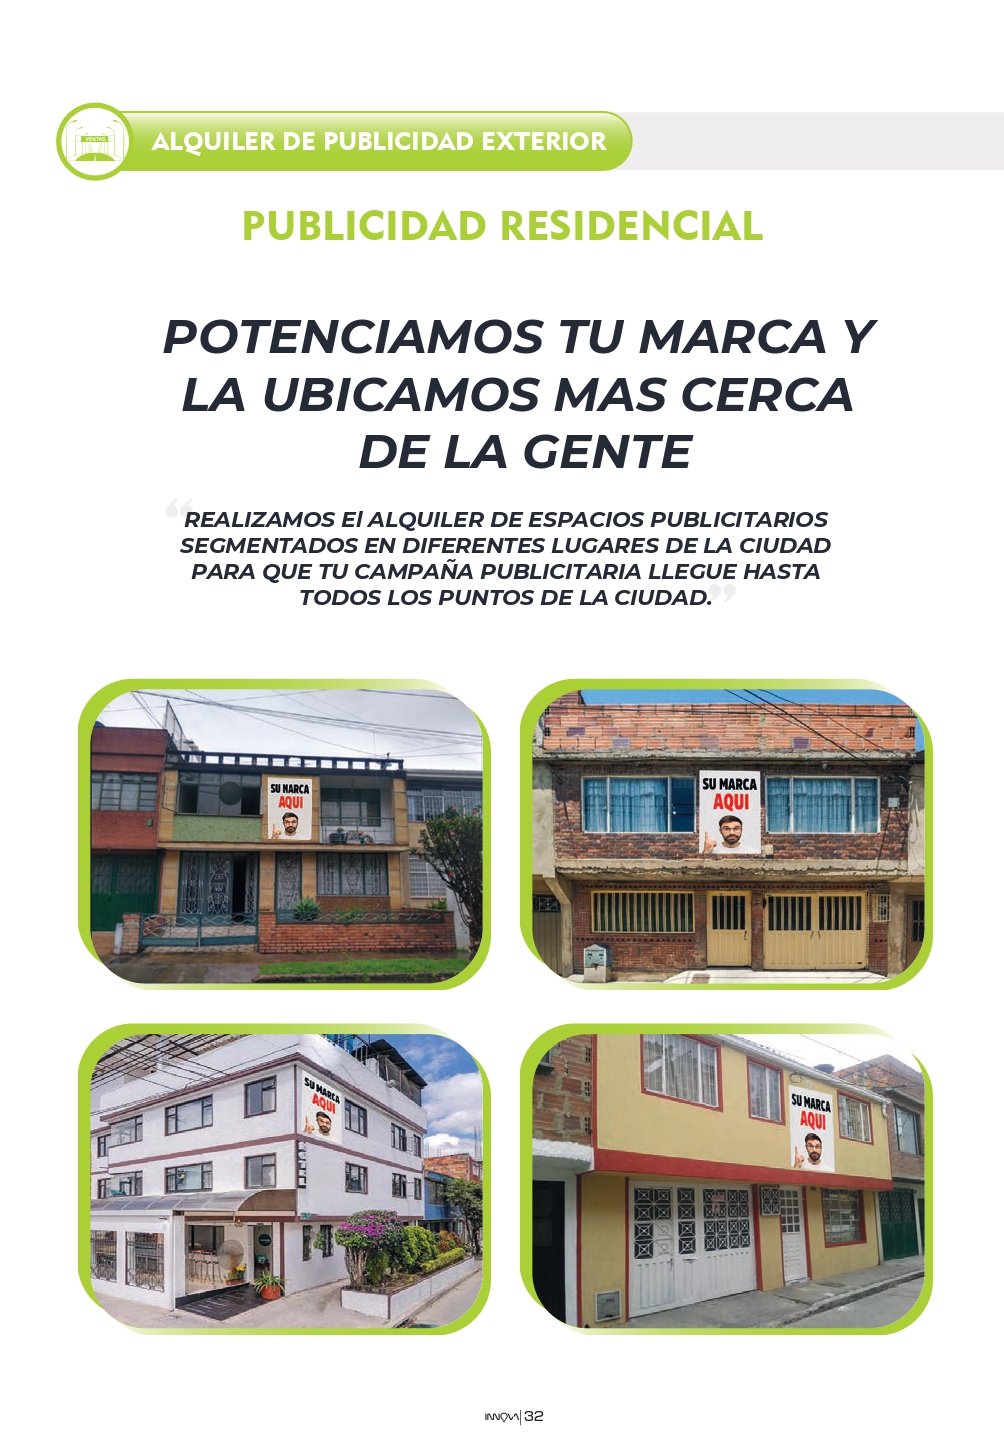 VENTAS
ALQUILER DE PUBLICIDAD EXTERIOR
PUBLICIDAD RESIDENCIAL
POTENCIAMOS TU MARCA Y
LA UBICAMOS MAS CERCA
DE LA GENTE
“REALIZAMOS El ALQUILER DE ESPACIOS PUBLICITARIOS
SEGMENTADOS EN DIFERENTES LUGARES DE LA CIUDAD
PARA QUE TU CAMPAÑA PUBLICITARIA LLEGUE HASTA
TODOS LOS PUNTOS DE LA CIUDAD.”
SU MARCA
AQUI
SU MARCA
AQUI
SU MARCA
AQUI
SU MARCA
AQUI
INNOVA 32